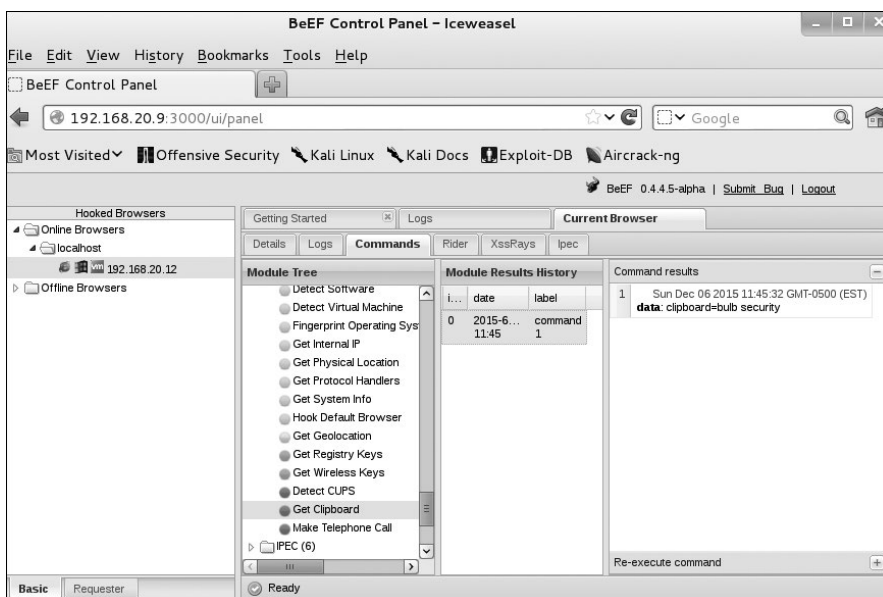 BeEF Control Panel – Iceweasel
File Edit View History Bookmarks Tools Help
BeEF Control Panel
192.168.20.9:3000/ui/panel
Google
Most Visited Offensive Security Kali Linux Kali Docs Exploit-DB Aircrack-ng
BeEF 0.4.4.5-alpha | Submit Bug | Logout
Hooked Browsers
Online Browsers
localhost
vm 192.168.20.12
Offline Browsers
Basic Requester
Getting Started Logs Current Browser
Details Logs Commands Rider XssRays Ipec
Module Tree
Detect Software
Detect Virtual Machine
Fingerprint Operating Sys
Get Internal IP
Get Physical Location
Get Protocol Handlers
Get System Info
Hook Default Browser
Get Geolocation
Get Registry Keys
Get Wireless Keys
Detect CUPS
Get Clipboard
Make Telephone Call
IPEC (6)
Module Results History
i... date label
0 2015-6... command
11:45 1
Command results
1 Sun Dec 06 2015 11:45:32 GMT-0500 (EST)
data: clipboard=bulb security
Re-execute command
Ready